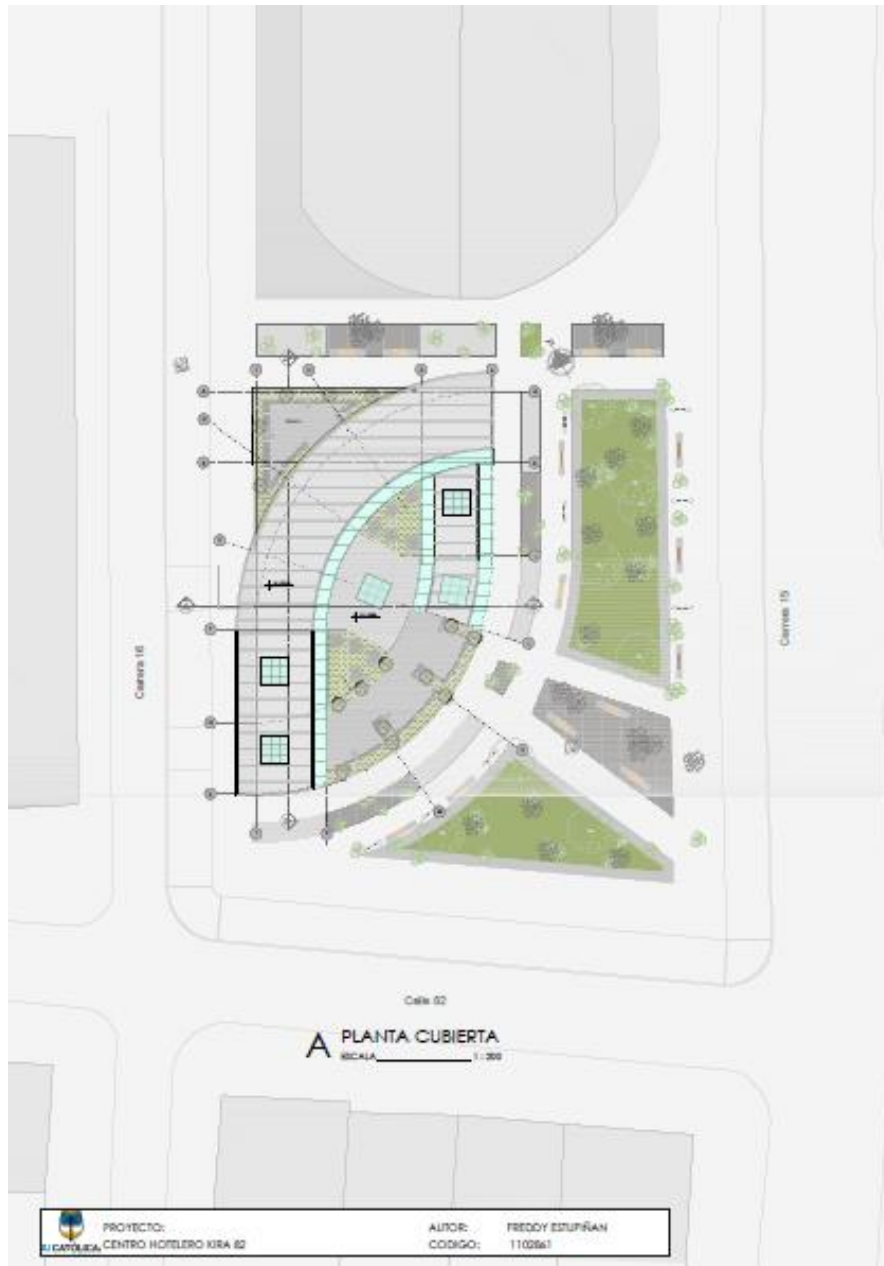 Carrera 15
Carrera 16
Calle 82
A PLANTA CUBIERTA
ESCALA 1 : 200
PROYECTO:
CENTRO HOTELERO KIRA 82
AUTOR: FREDDY ESTUPIÑAN
CODIGO: 1102861
U CATÓLICA